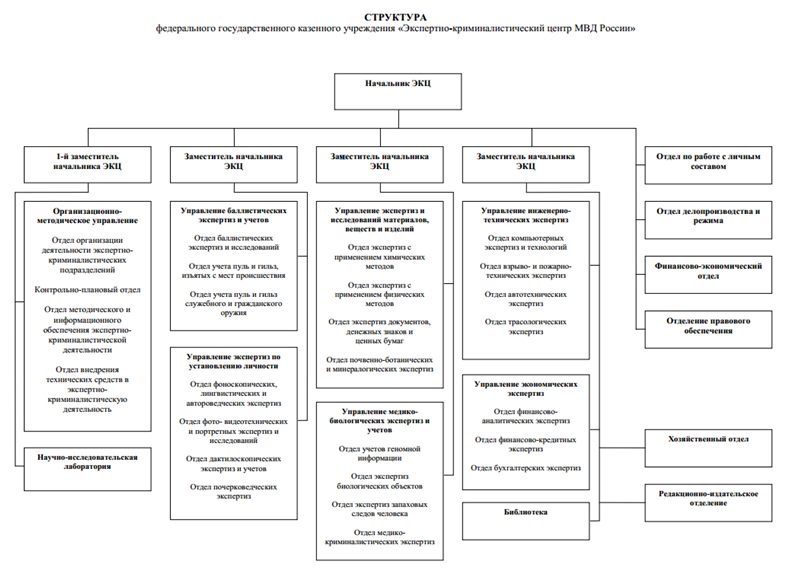 СТРУКТУРА
федерального государственного казенного учреждения «Экспертно-криминалистический центр МВД России»
Начальник ЭКЦ
1-й заместитель
начальника ЭКЦ
Заместитель начальника
ЭКЦ
Заместитель начальника
ЭКЦ
Заместитель начальника
ЭКЦ
Отдел по работе с личным
составом
Организационно-
методическое управление
Отдел организации
деятельности экспертно-
криминалистических
подразделений
Контрольно-плановый отдел
Отдел методического и
информационного
обеспечения экспертно-
криминалистической
деятельности
Отдел внедрения
технических средств в
экспертно-
криминалистическую
деятельность
Научно-исследовательская
лаборатория
Управление баллистических
экспертиз и учетов
Отдел баллистических
экспертиз и исследований
Отдел учета пуль и гильз,
изъятых с мест происшествия
Отдел учета пуль и гильз
служебного и гражданского
оружия
Управление экспертиз по
установлению личности
Отдел фоноскопических,
лингвистических и
автороведческих экспертиз
Отдел фото- видеотехнических
и портретных экспертиз и
исследований
Отдел дактилоскопических
экспертиз и учетов
Отдел почерковедческих
экспертиз
Управление экспертиз и
исследований материалов,
веществ и изделий
Отдел экспертиз с
применением химических
методов
Отдел экспертиз с
применением физических
методов
Отдел экспертиз документов,
денежных знаков и
ценных бумаг
Отдел почвенно-ботанических
и минералогических экспертиз
Управление медико-
биологических экспертиз и
учетов
Отдел учетов геномной
информации
Отдел экспертиз
биологических объектов
Отдел экспертиз запаховых
следов человека
Отдел медико-
криминалистических экспертиз
Управление инженерно-
технических экспертиз
Отдел компьютерных
экспертиз и технологий
Отдел взрыво- и пожарно-
технических экспертиз
Отдел автотехнических
экспертиз
Отдел трасологических
экспертиз
Управление экономических
экспертиз
Отдел финансово-
аналитических экспертиз
Отдел финансово-кредитных
экспертиз
Отдел бухгалтерских экспертиз
Библиотека
Отдел делопроизводства и
режима
Финансово-экономический
отдел
Отделение правового
обеспечения
Хозяйственный отдел
Редакционно-издательское
отделение